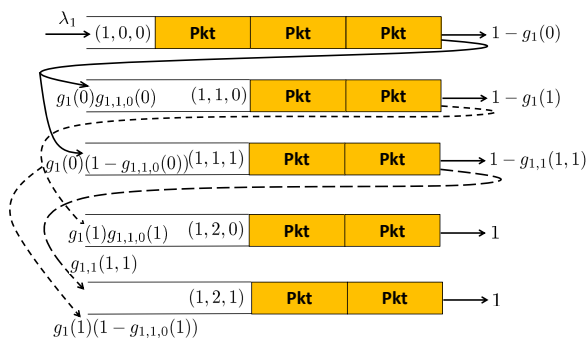 λ₁ (1, 0, 0) Pkt Pkt Pkt 1 − g₁(0)
g₁(0)g₁,₁,₀(0) (1, 1, 0) Pkt Pkt 1 − g₁(1)
g₁(0)(1 − g₁,₁,₀(0)) (1, 1, 1) Pkt Pkt 1 − g₁,₁(1, 1)
g₁(1)g₁,₁,₀(1) (1, 2, 0) Pkt Pkt 1
g₁,₁(1, 1)
(1, 2, 1) Pkt Pkt 1
g₁(1)(1 − g₁,₁,₀(1))